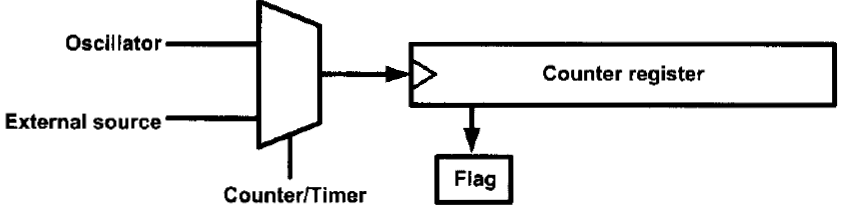 Oscillator
Counter register
External source
Flag
Counter/Timer